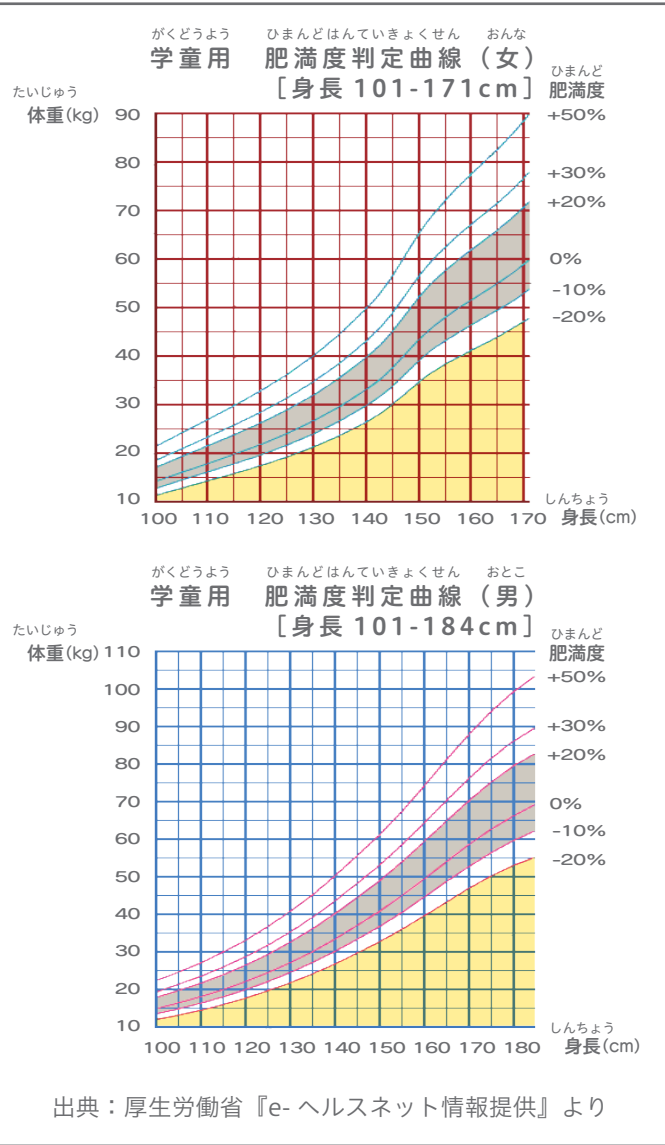 がくどうよう ひまんどはんていきょくせん おんな
学童用 肥満度判定曲線（女）
［身長 101-171cm］
ひまんど
肥満度
たいじゅう
体重(kg)
90
80
70
60
50
40
30
20
10
+50%
+30%
+20%
0%
-10%
-20%
100 110 120 130 140 150 160 170
しんちょう
身長(cm)
がくどうよう ひまんどはんていきょくせん おとこ
学童用 肥満度判定曲線（男）
［身長 101-184cm］
ひまんど
肥満度
たいじゅう
体重(kg)
110
100
90
80
70
60
50
40
30
20
10
+50%
+30%
+20%
0%
-10%
-20%
100 110 120 130 140 150 160 170 180
しんちょう
身長(cm)
出典：厚生労働省『e- ヘルスネット情報提供』より